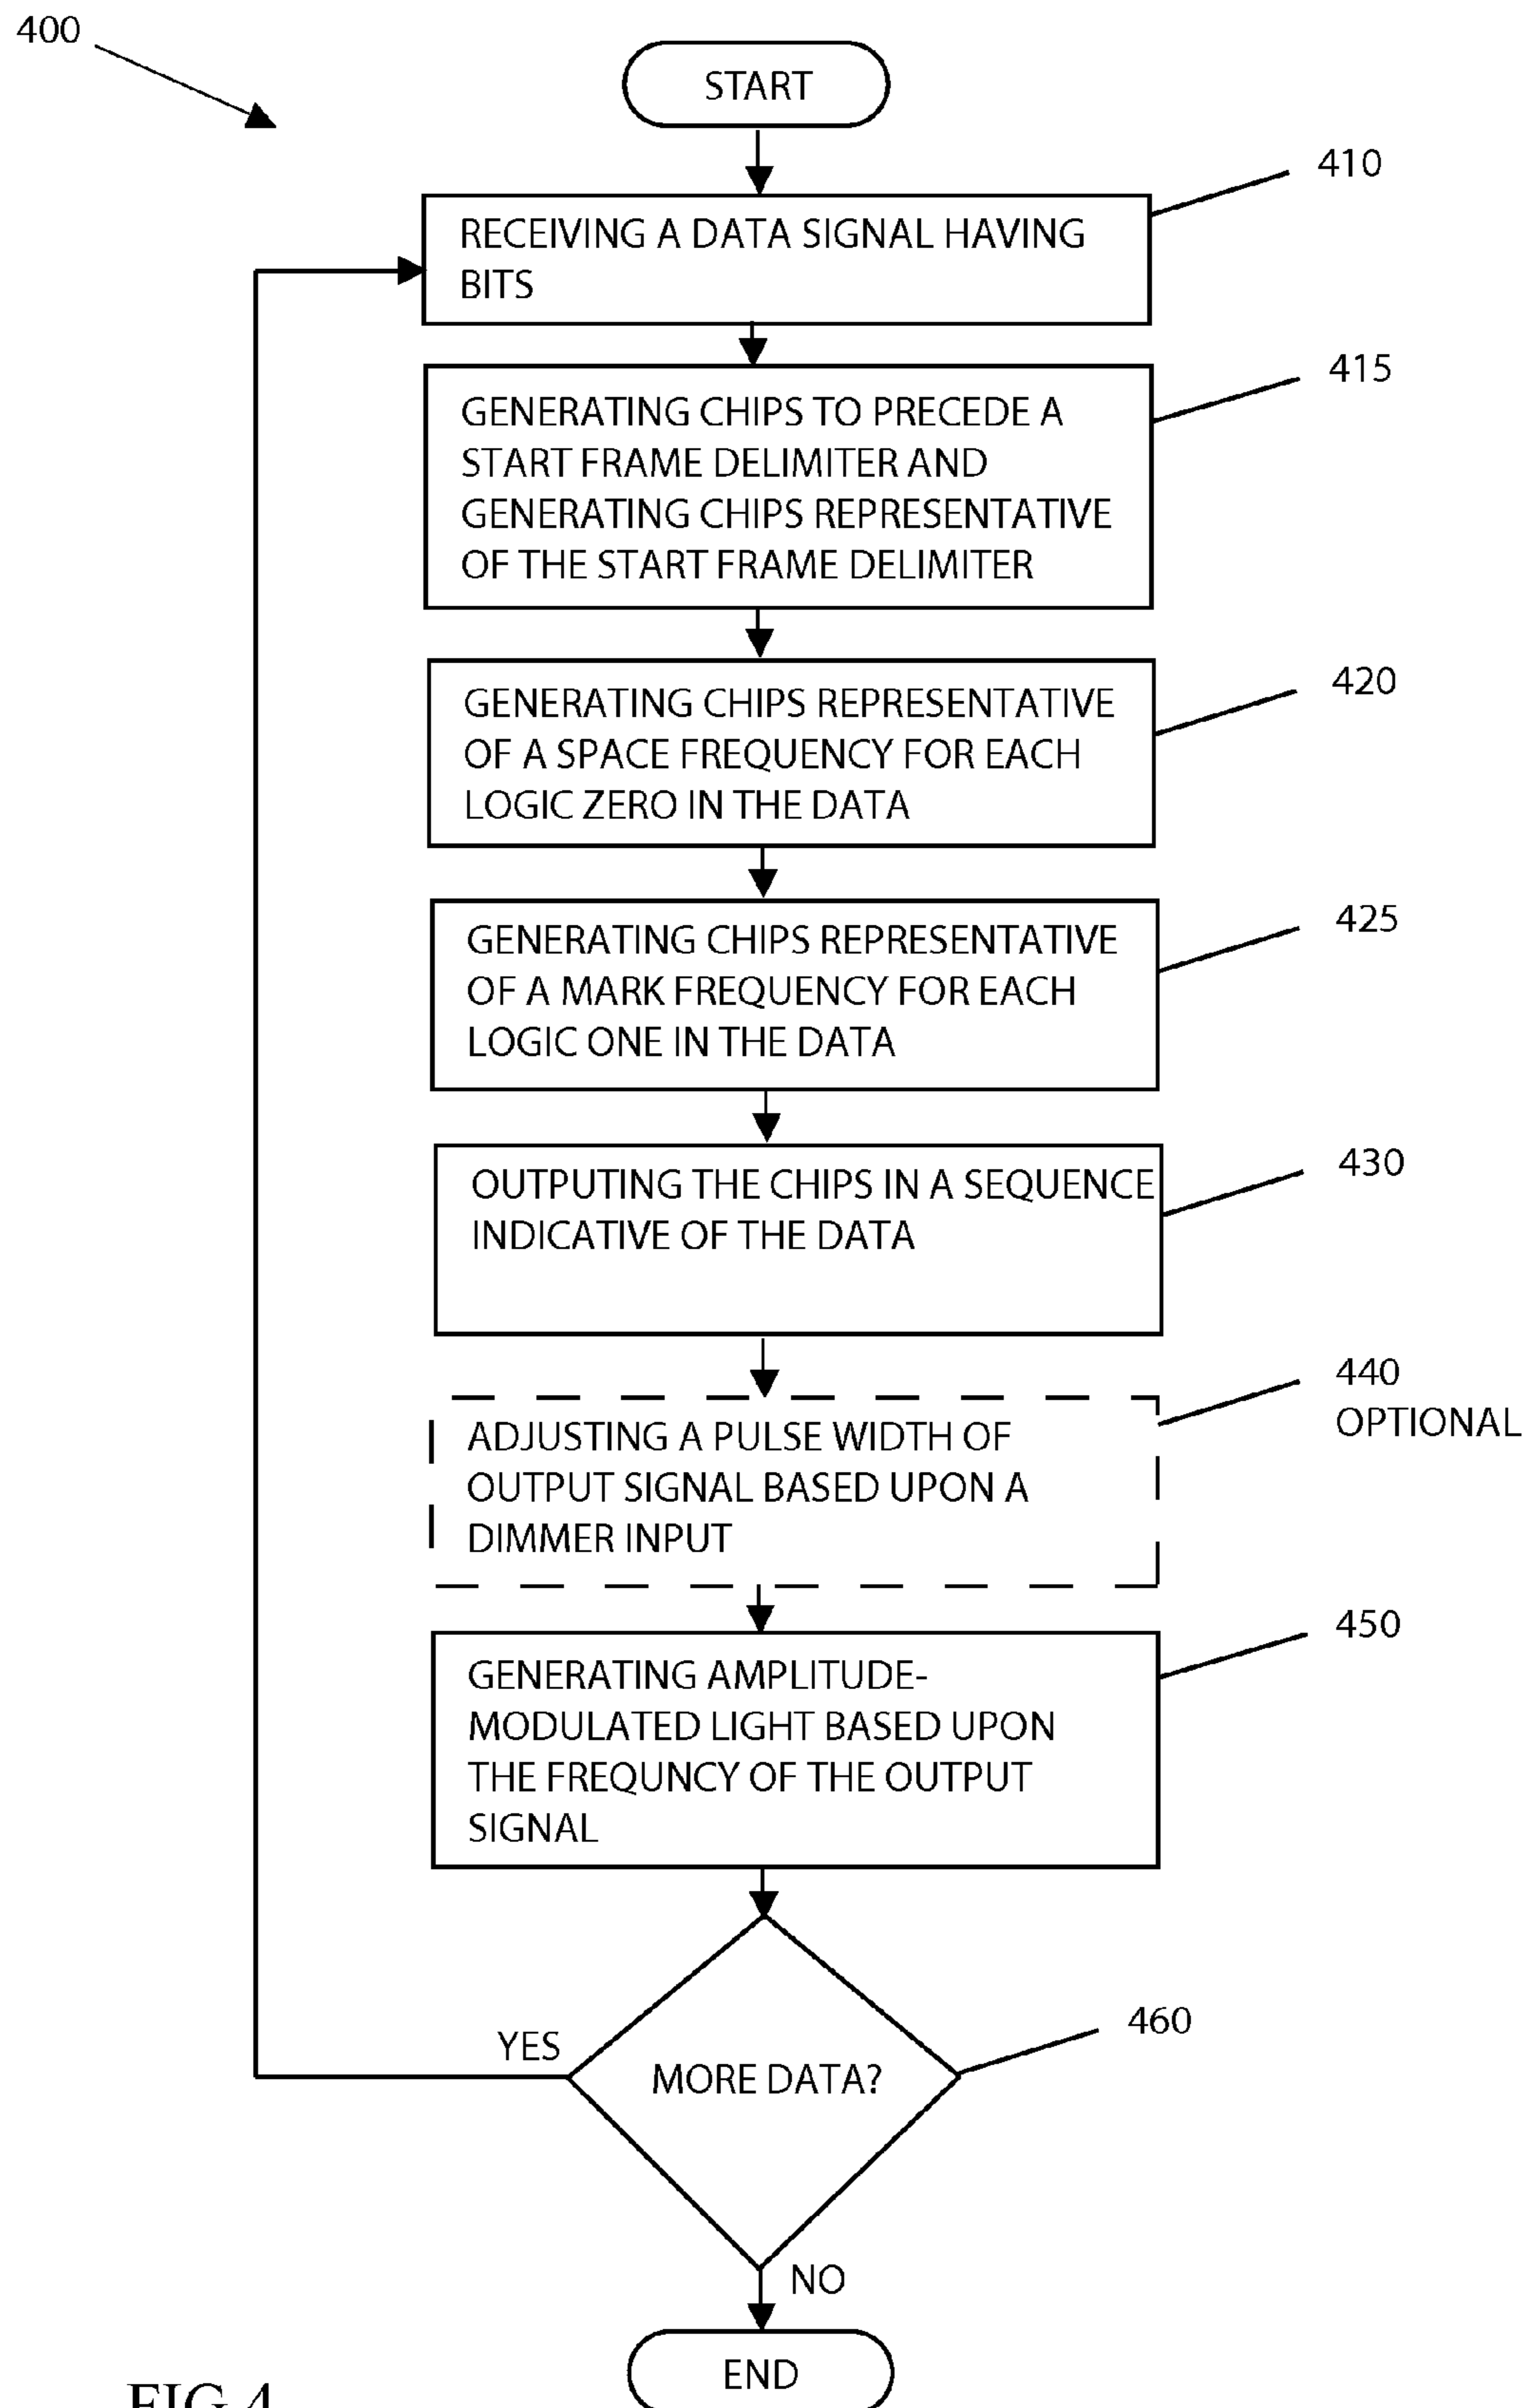 400
START
410
RECEIVING A DATA SIGNAL HAVING
BITS
415
GENERATING CHIPS TO PRECEDE A
START FRAME DELIMITER AND
GENERATING CHIPS REPRESENTATIVE
OF THE START FRAME DELIMITER
420
GENERATING CHIPS REPRESENTATIVE
OF A SPACE FREQUENCY FOR EACH
LOGIC ZERO IN THE DATA
425
GENERATING CHIPS REPRESENTATIVE
OF A MARK FREQUENCY FOR EACH
LOGIC ONE IN THE DATA
430
OUTPUTING THE CHIPS IN A SEQUENCE
INDICATIVE OF THE DATA
440
OPTIONAL
ADJUSTING A PULSE WIDTH OF
OUTPUT SIGNAL BASED UPON A
DIMMER INPUT
450
GENERATING AMPLITUDE-
MODULATED LIGHT BASED UPON
THE FREQUNCY OF THE OUTPUT
SIGNAL
460
YES
MORE DATA?
NO
END
FIG 4